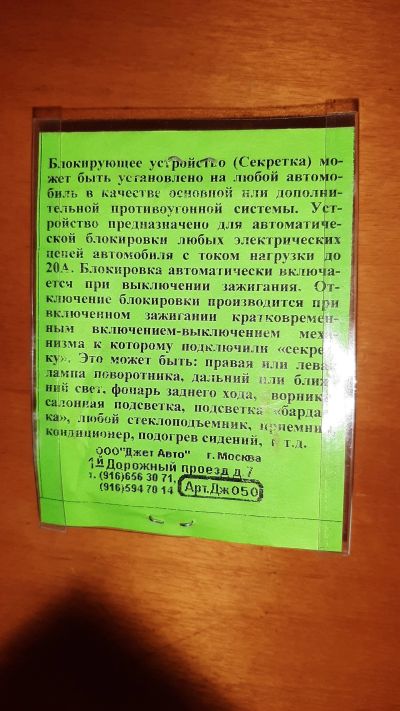 Блокирующее устройство (Секретка) мо-
жет быть установлено на любой автомо-
биль в качестве основной или дополни-
тельной противоугонной системы. Уст-
ройство предназначено для автоматиче-
ской блокировки любых электрических
цепей автомобиля с током нагрузки до
20А. Блокировка автоматически включа-
ется при выключении зажигания. От-
ключение блокировки производится при
включенном зажигании кратковремен-
ным включением-выключением меха-
низма к которому подключили «секрет-
ку». Это может быть: правая или левая
лампа поворотника, дальний или ближ-
ний свет, фонарь заднего хода, ворник
салонная подсветка, подсветка «барда-
ка», любой стеклоподъемник, приемник
кондиционер, подогрев сидений, т.д.
ООО"Джет Авто" г. Москва
1й Дорожный проезд д.7
т. (916)656 30 71,
(916)594 70 14 Арт.Дж050